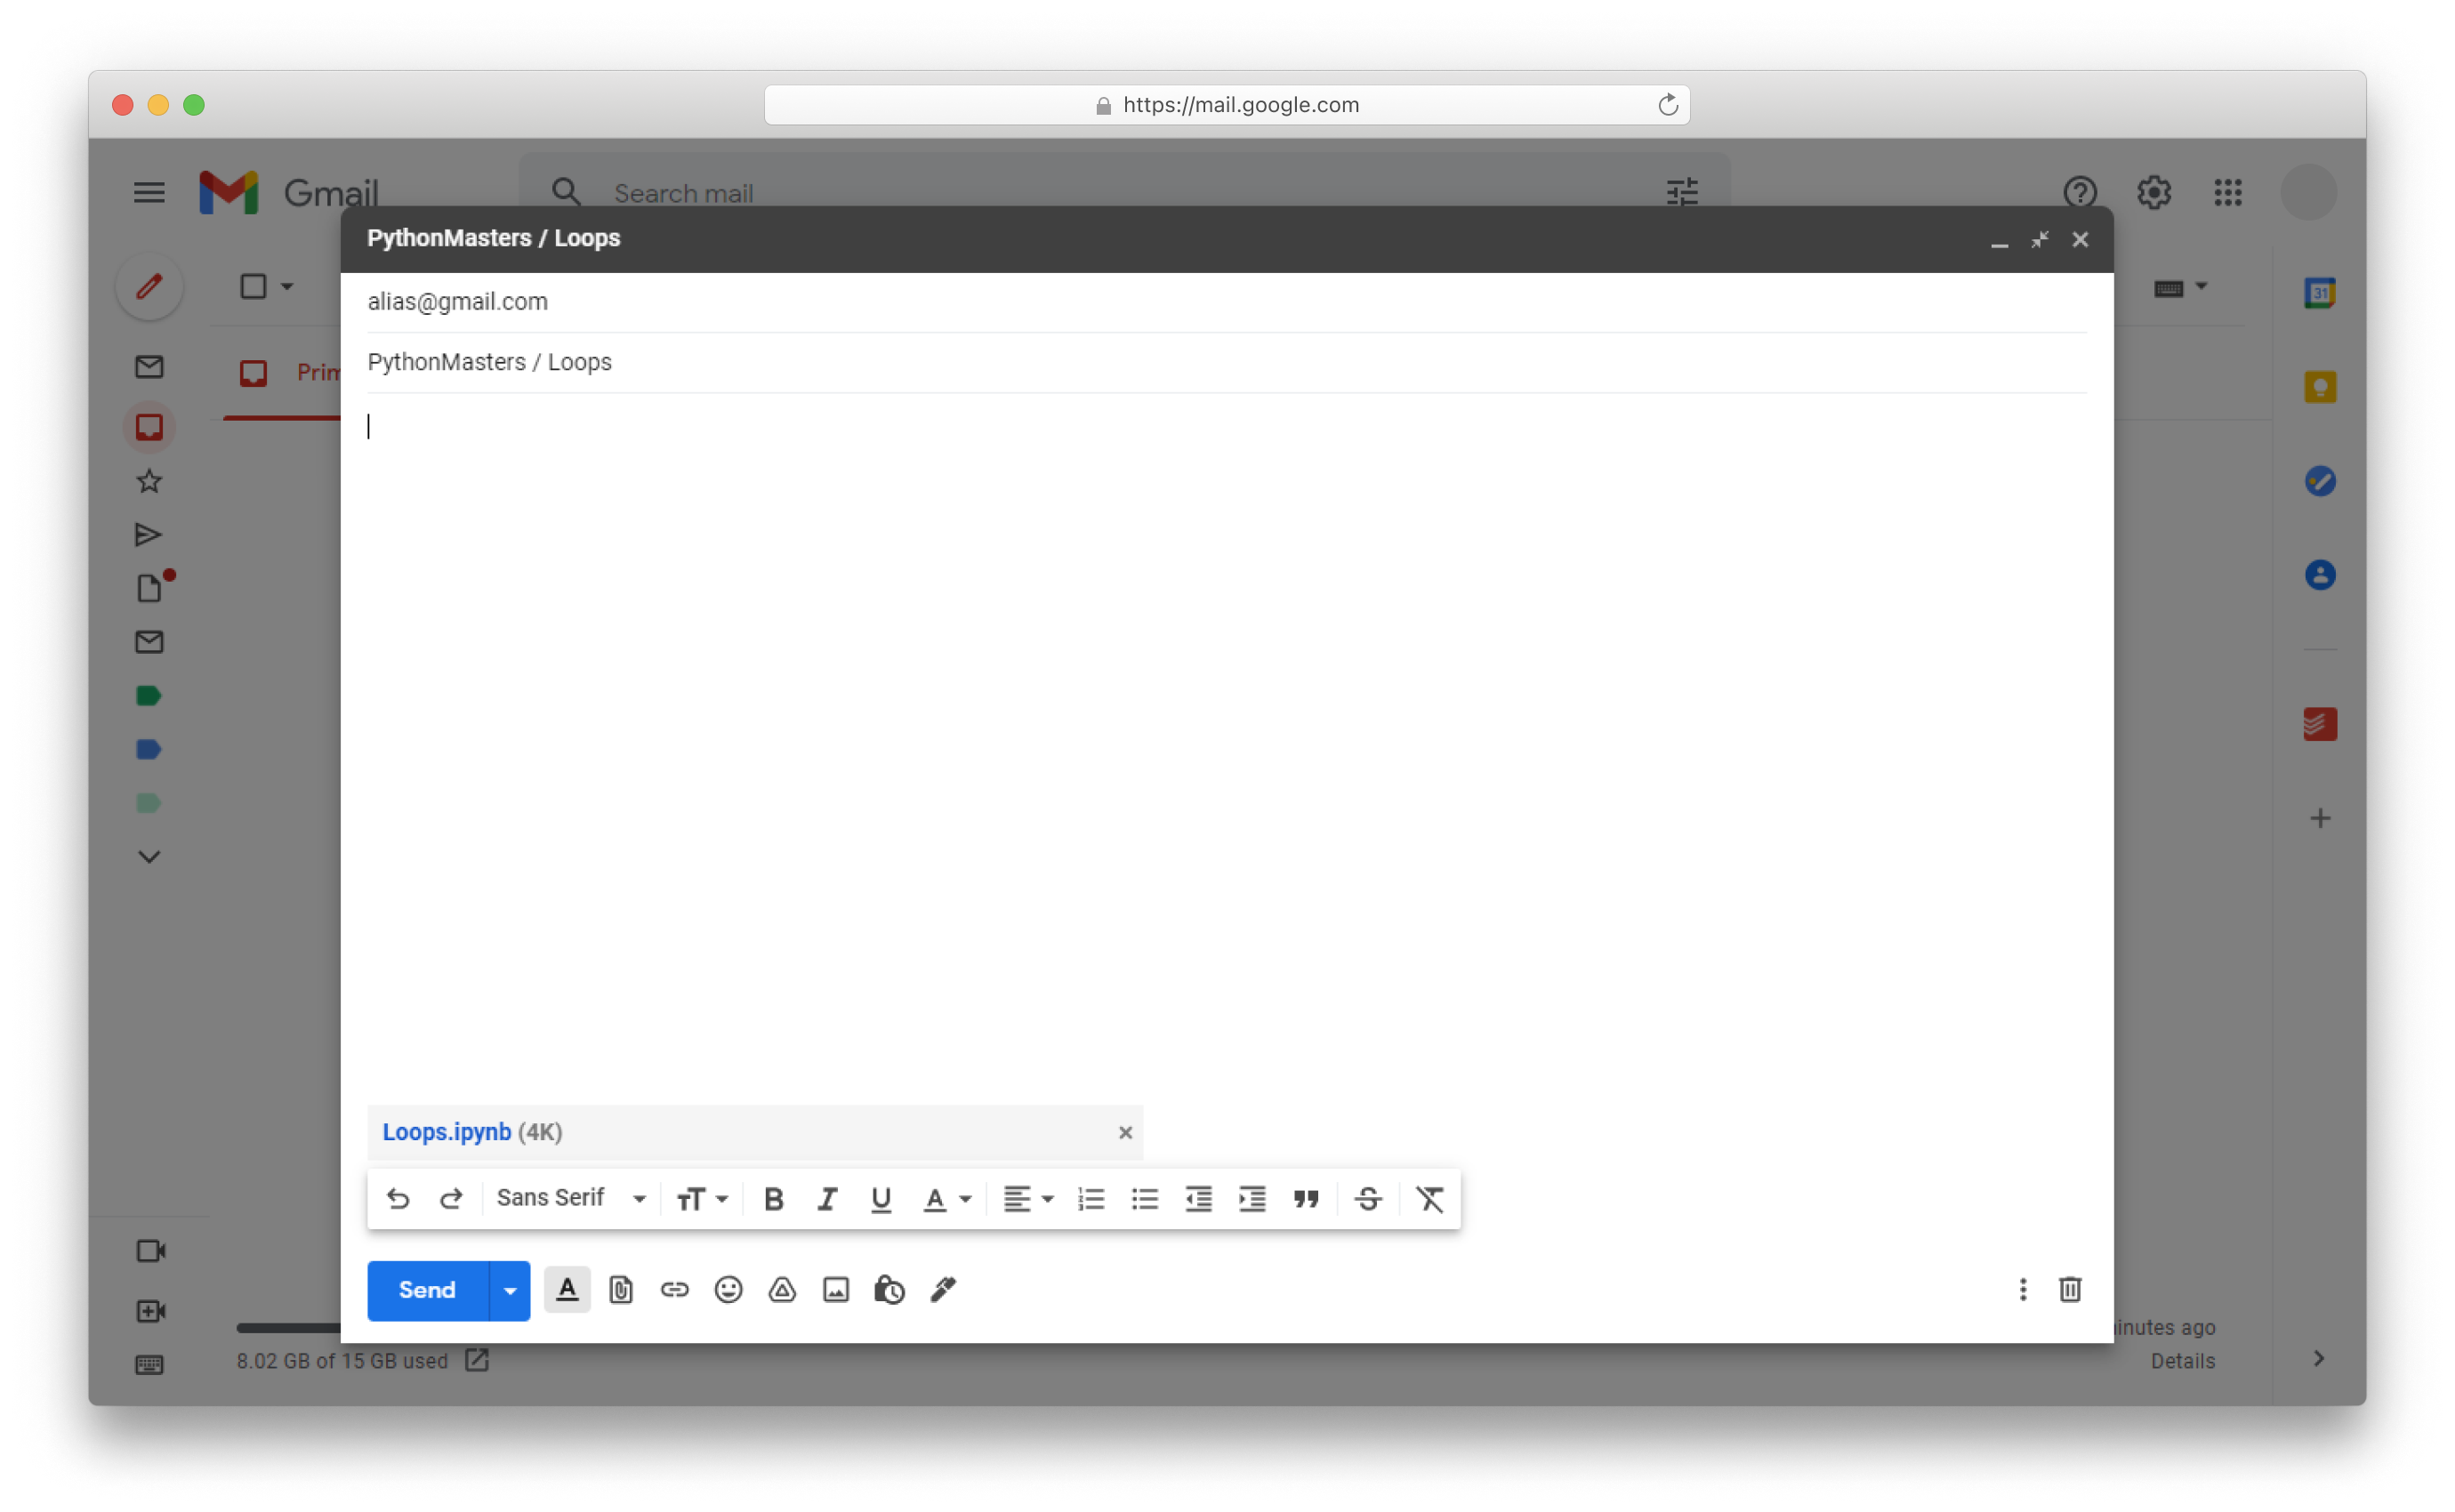 https://mail.google.com
Gmail
Search mail
PythonMasters / Loops
alias@gmail.com
31
Prim
PythonMasters / Loops
Loops.ipynb (4K)
Sans Serif
Send
inutes ago
8.02 GB of 15 GB used
Details